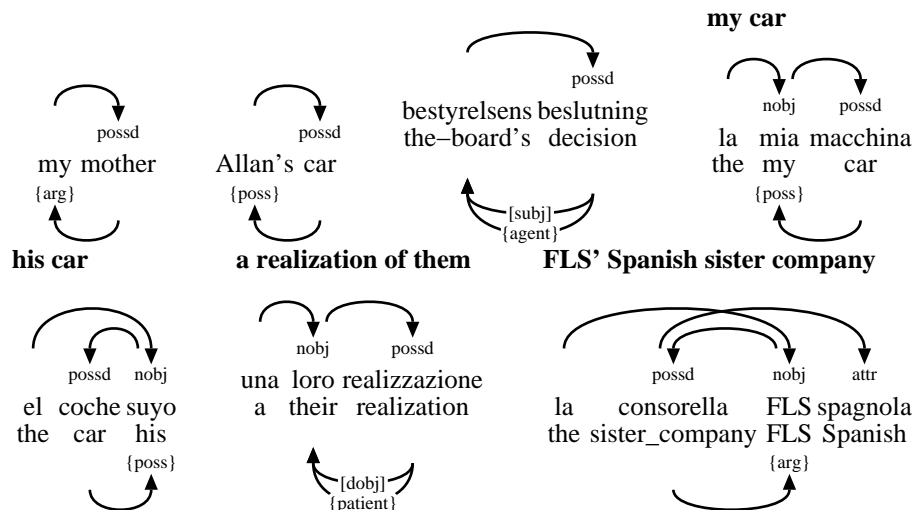 my car
possd
my mother
{arg}
possd
Allan's car
{poss}
possd
bestyrelsens beslutning
the–board's decision
[subj]
{agent}
nobj possd
la mia macchina
the my car
{poss}
his car
a realization of them
FLS' Spanish sister company
possd nobj
el coche suyo
the car his
{poss}
nobj possd
una loro realizzazione
a their realization
[dobj]
{patient}
possd nobj attr
la consorella FLS spagnola
the sister_company FLS Spanish
{arg}